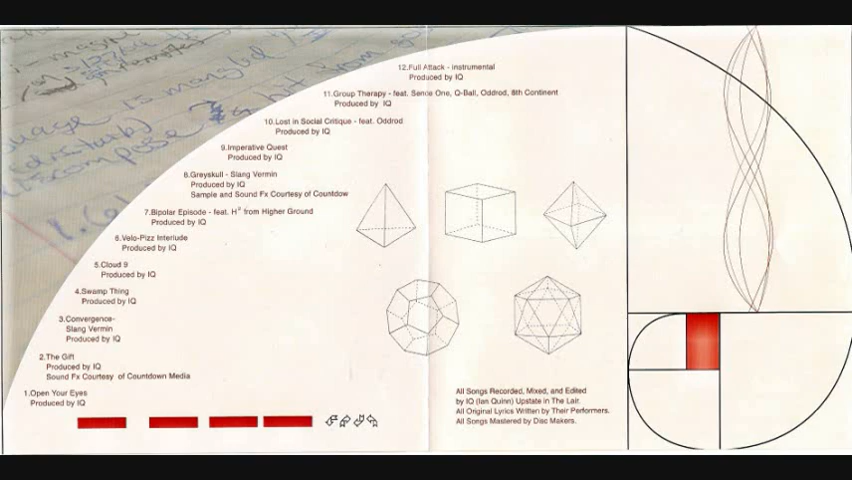 12.Full Attack - instrumental
Produced by IQ
11.Group Therapy - feat. Sence One, Q-Ball, Oddrod, 8th Continent
Produced by IQ
10.Lost in Social Critique - feat. Oddrod
Produced by IQ
9.Imperative Quest
Produced by IQ
8.Greyskull - Slang Vermin
Produced by IQ
Sample and Sound Fx Courtesy of Countdow
7.Bipolar Episode - feat. H² from Higher Ground
Produced by IQ
6.Velo-Pizz Interlude
Produced by IQ
5.Cloud 9
Produced by IQ
4.Swamp Thing
Produced by IQ
3.Convergence-
Slang Vermin
Produced by IQ
2.The Gift
Produced by IQ
Sound Fx Courtesy of Countdown Media
1.Open Your Eyes
Produced by IQ
All Songs Recorded, Mixed, and Edited
by IQ (Ian Quinn) Upstate in The Lair.
All Original Lyrics Written by Their Performers.
All Songs Mastered by Disc Makers.
is mangled